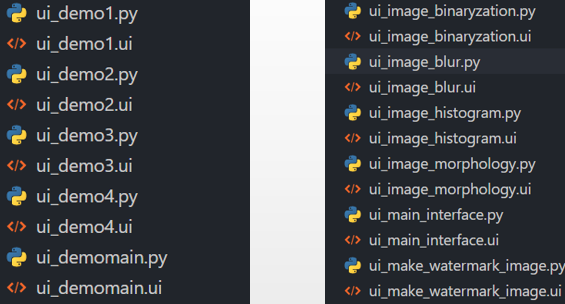 ui_demo1.py
ui_demo1.ui
ui_demo2.py
ui_demo2.ui
ui_demo3.py
ui_demo3.ui
ui_demo4.py
ui_demo4.ui
ui_demomain.py
ui_demomain.ui
ui_image_binaryzation.py
ui_image_binaryzation.ui
ui_image_blur.py
ui_image_blur.ui
ui_image_histogram.py
ui_image_histogram.ui
ui_image_morphology.py
ui_image_morphology.ui
ui_main_interface.py
ui_main_interface.ui
ui_make_watermark_image.py
ui_make_watermark_image.ui